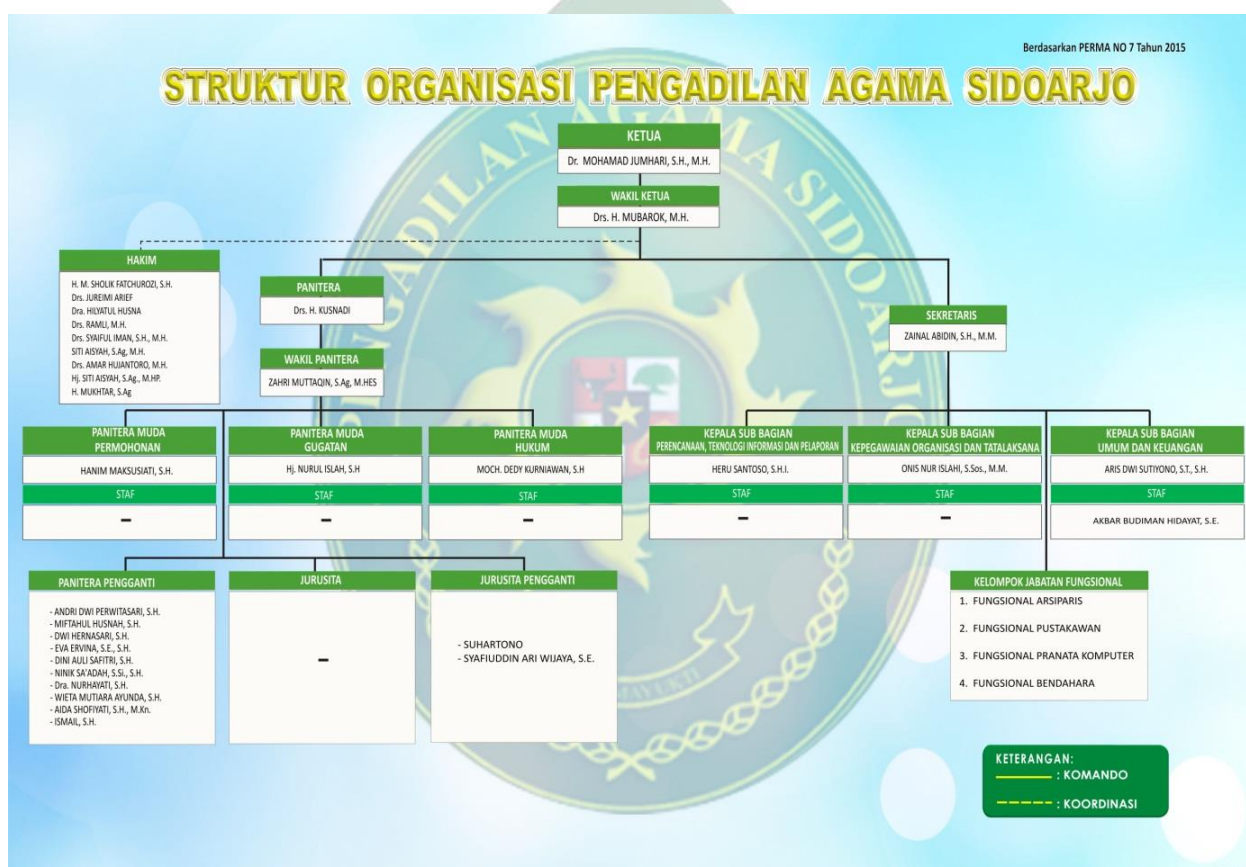 Berdasarkan PERMA NO 7 Tahun 2015
STRUKTUR ORGANISASI PENGADILAN AGAMA SIDOARJO
KETUA
Dr. MOHAMAD JUMHARI, S.H., M.H.
WAKIL KETUA
Drs. H. MUBAROK, M.H.
HAKIM
H. M. SHOLIK FATCHUROZI, S.H.
Drs. JUREIMI ARIEF
Dra. HILYATUL HUSNA
Drs. RAMLI, M.H.
Drs. SYAIFUL IMAN, S.H., M.H.
SITI AISYAH, S.Ag, M.H.
Drs. AMAR HUJANTORO, M.H.
Hj. SITI AISYAH, S.Ag., M.HP.
H. MUKHTAR, S.Ag
PANITERA
Drs. H. KUSNADI
WAKIL PANITERA
ZAHRI MUTTAQIN, S.Ag, M.HES
SEKRETARIS
ZAINAL ABIDIN, S.H., M.M.
PANITERA MUDA
PERMOHONAN
HANIM MAKSUSIATI, S.H.
STAF
–
PANITERA MUDA
GUGATAN
Hj. NURUL ISLAH, S.H
STAF
–
PANITERA MUDA
HUKUM
MOCH. DEDY KURNIAWAN, S.H
STAF
–
KEPALA SUB BAGIAN
PERENCANAAN, TEKNOLOGI INFORMASI DAN PELAPORAN
HERU SANTOSO, S.H.I.
STAF
–
KEPALA SUB BAGIAN
KEPEGAWAIAN ORGANISASI DAN TATALAKSANA
ONIS NUR ISLAHI, S.Sos., M.M.
STAF
–
KEPALA SUB BAGIAN
UMUM DAN KEUANGAN
ARIS DWI SUTIYONO, S.T., S.H.
STAF
AKBAR BUDIMAN HIDAYAT, S.E.
PANITERA PENGGANTI
- ANDRI DWI PERWITASARI, S.H.
- MIFTAHUL HUSNAH, S.H.
- DWI HERNASARI, S.H.
- EVA ERVINA, S.E., S.H.
- DINI AULI SAFITRI, S.H.
- NINIK SA'ADAH, S.Si., S.H.
- Dra. NURHAYATI, S.H.
- WIETA MUTIARA AYUNDA, S.H.
- AIDA SHOFIYATI, S.H., M.Kn.
- ISMAIL, S.H.
JURUSITA
–
JURUSITA PENGGANTI
- SUHARTONO
- SYAFIUDDIN ARI WIJAYA, S.E.
KELOMPOK JABATAN FUNGSIONAL
1. FUNGSIONAL ARSIPARIS
2. FUNGSIONAL PUSTAKAWAN
3. FUNGSIONAL PRANATA KOMPUTER
4. FUNGSIONAL BENDAHARA
KETERANGAN:
: KOMANDO
: KOORDINASI
PENGADILAN AGAMA SIDOARJO
MAYUKTI